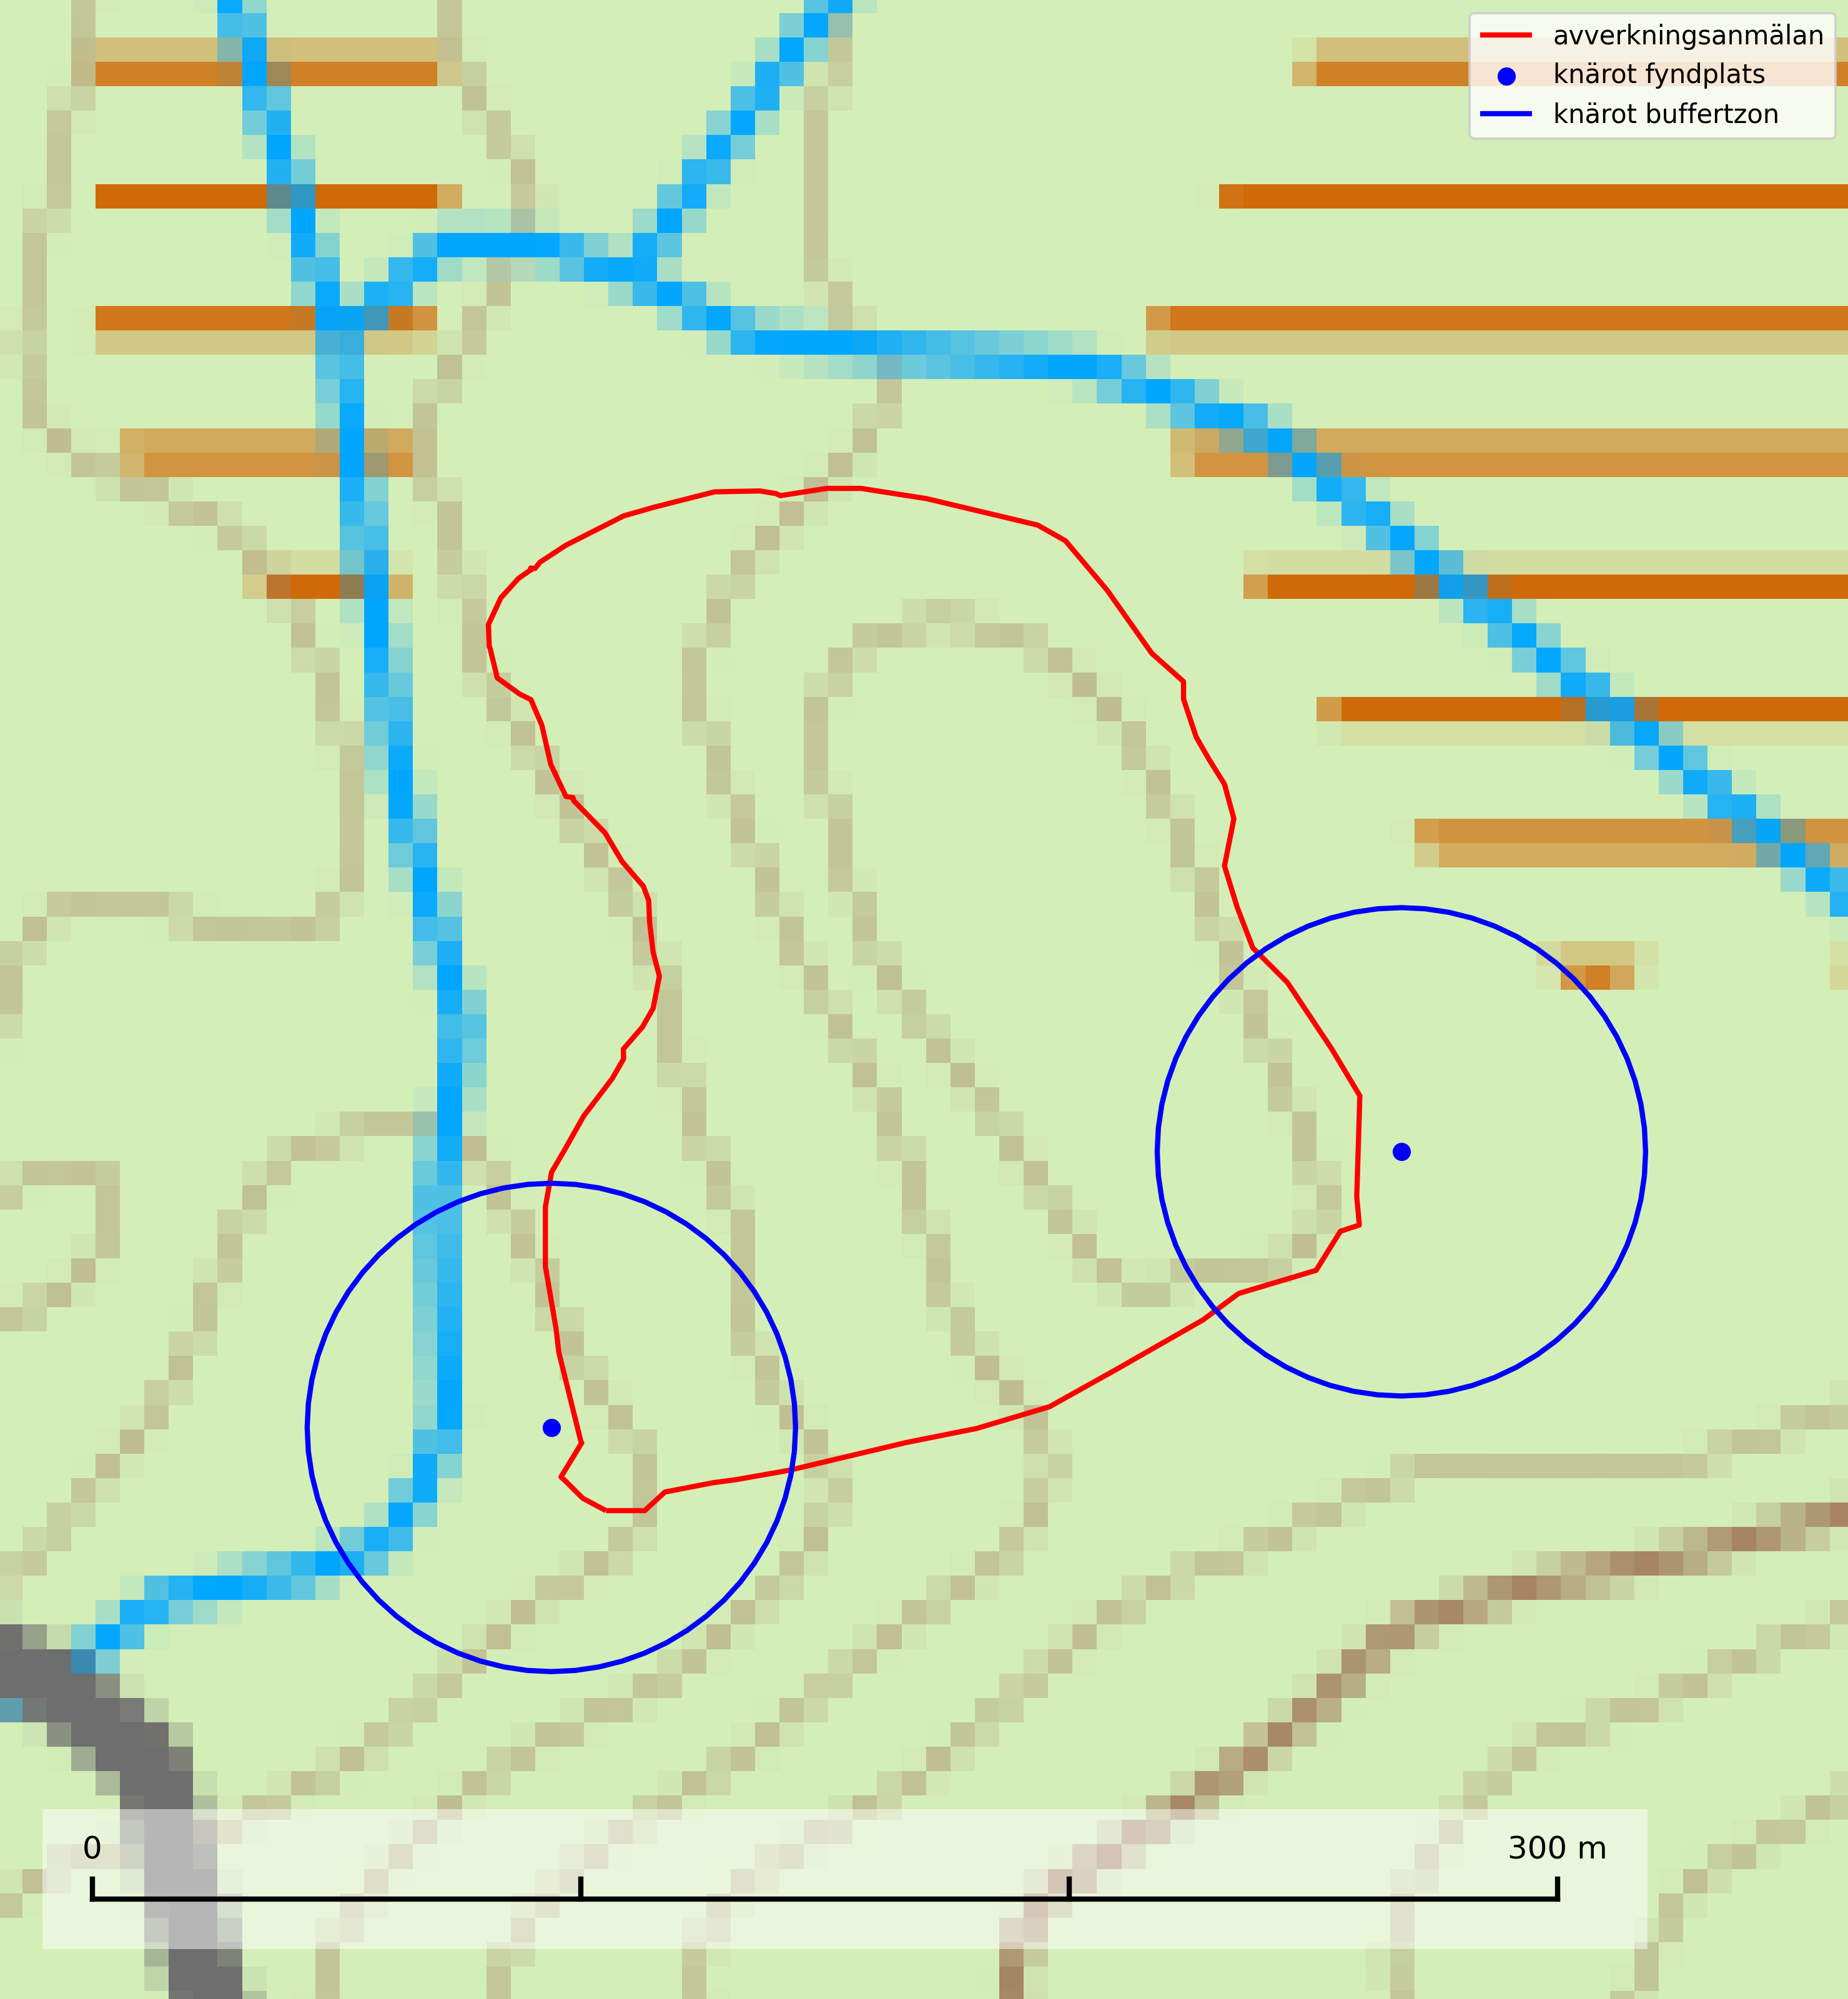 avverkningsanmälan
knärot fyndplats
knärot buffertzon
0
300 m